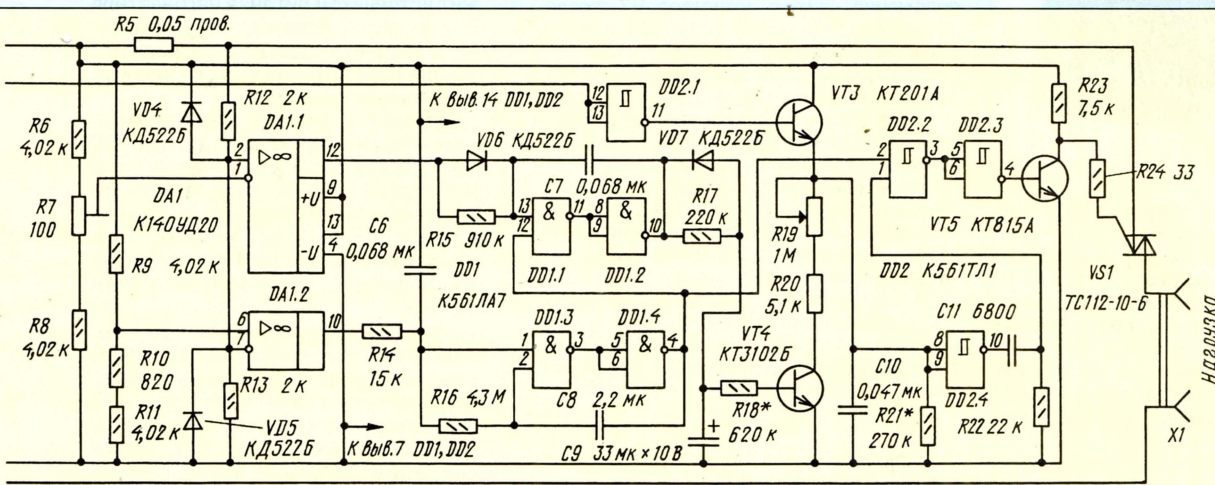 R5 0,05 пров.
R6
4,02 к
R7
100
R8
4,02 к
VD4
КД522Б
R12 2 к
DA1.1
▷∞
2
1
12
9
+U
13
-U
4
DA1
К140УД20
R9 4,02 к
R10
820
R11
4,02 к
DA1.2
▷∞
6
7
10
R13 2 к
VD5
КД522Б
R14
15 к
К выв.14 DD1, DD2
К выв.7 DD1, DD2
C6
0,068 мк
R15 910 к
VD6 КД522Б
C7
0,068 мк
VD7 КД522Б
R17
220 к
DD1
К561ЛА7
13
12
&
11
DD1.1
8
9
&
10
DD1.2
DD1.3
1
2
&
3
DD1.4
5
6
&
4
R16 4,3 М
C8 2,2 мк
C9 33 мк × 10 В
+
R18*
620 к
VT4
КТ3102Б
DD2.1
12
13
11
VT3 КТ201А
R19
1М
R20
5,1 к
DD2.2
2
1
3
DD2.3
5
6
4
VT5 КТ815А
DD2 К561ТЛ1
R23
7,5 к
R24 33
VS1
ТС112-10-6
C11 6800
8
9
10
DD2.4
C10
0,047 мк
R21*
270 к
R22 22 к
X1
Нагрузка